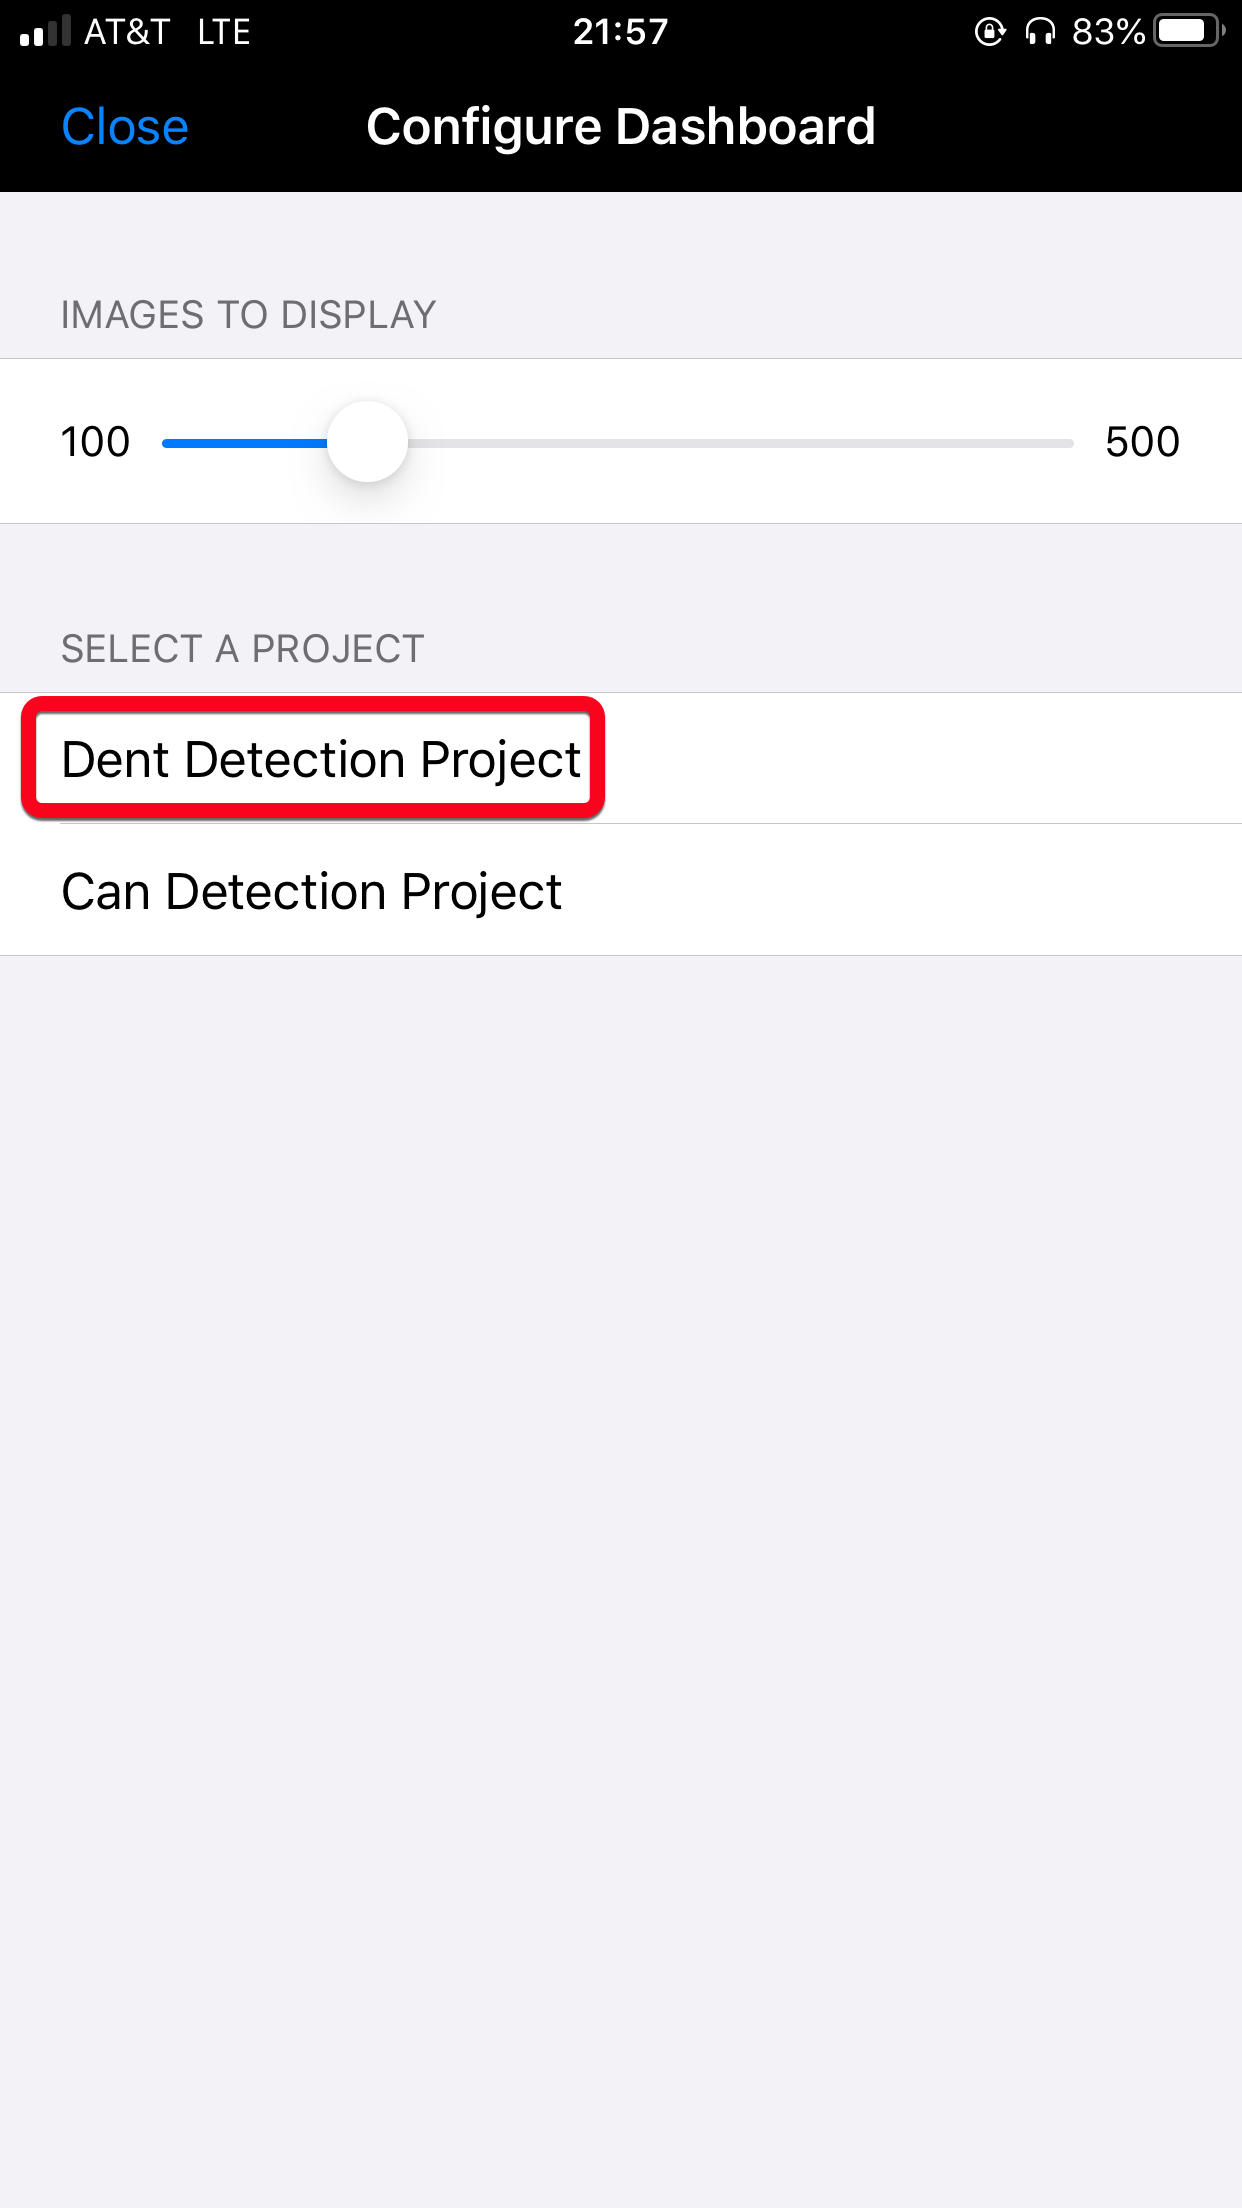 AT&T LTE 21:57 83%
Close Configure Dashboard
IMAGES TO DISPLAY
100 500
SELECT A PROJECT
Dent Detection Project
Can Detection Project